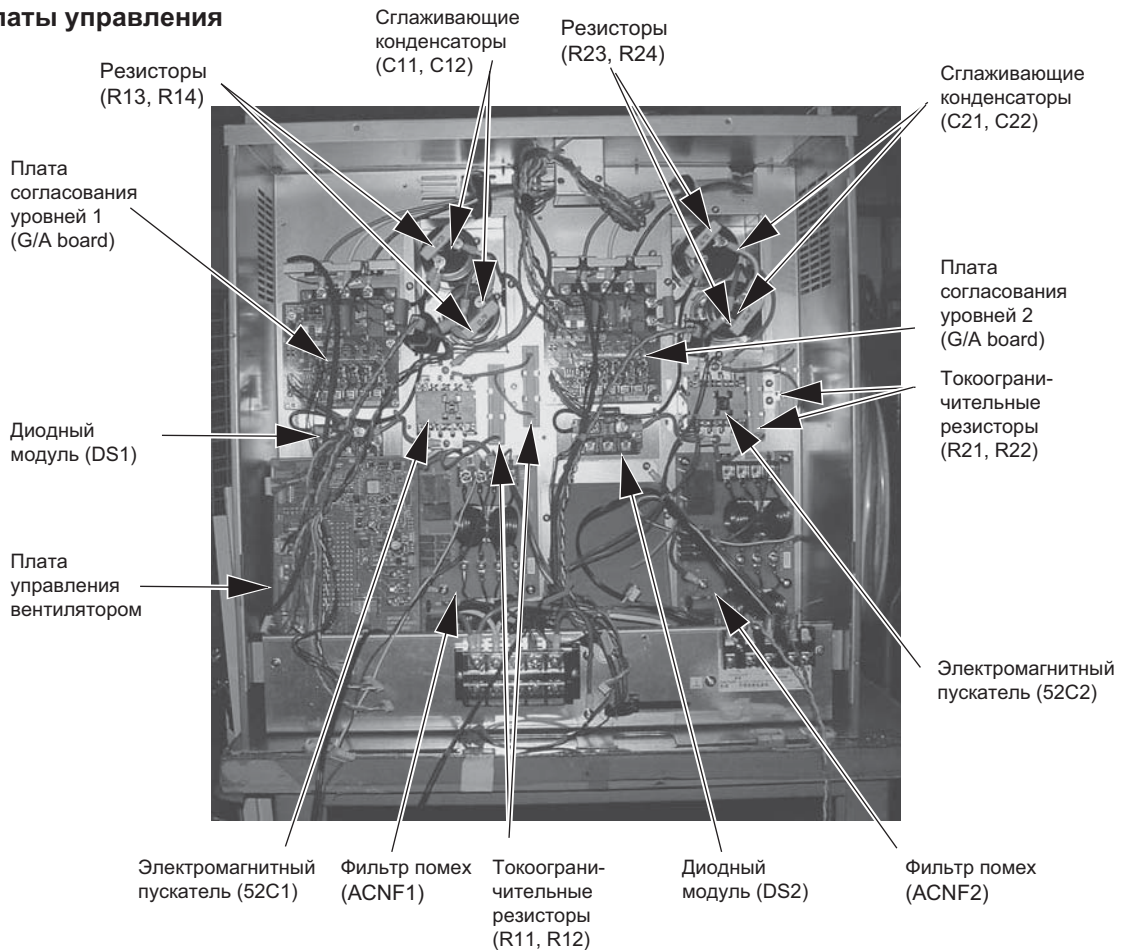 платы управления
Сглаживающие
конденсаторы
(C11, C12)
Резисторы
(R23, R24)
Резисторы
(R13, R14)
Сглаживающие
конденсаторы
(C21, C22)
Плата
согласования
уровней 1
(G/A board)
Плата
согласования
уровней 2
(G/A board)
Токоограни-
чительные
резисторы
(R21, R22)
Диодный
модуль (DS1)
Плата
управления
вентилятором
Электромагнитный
пускатель (52C2)
Электромагнитный
пускатель (52C1)
Фильтр помех
(ACNF1)
Токоограни-
чительные
резисторы
(R11, R12)
Диодный
модуль (DS2)
Фильтр помех
(ACNF2)